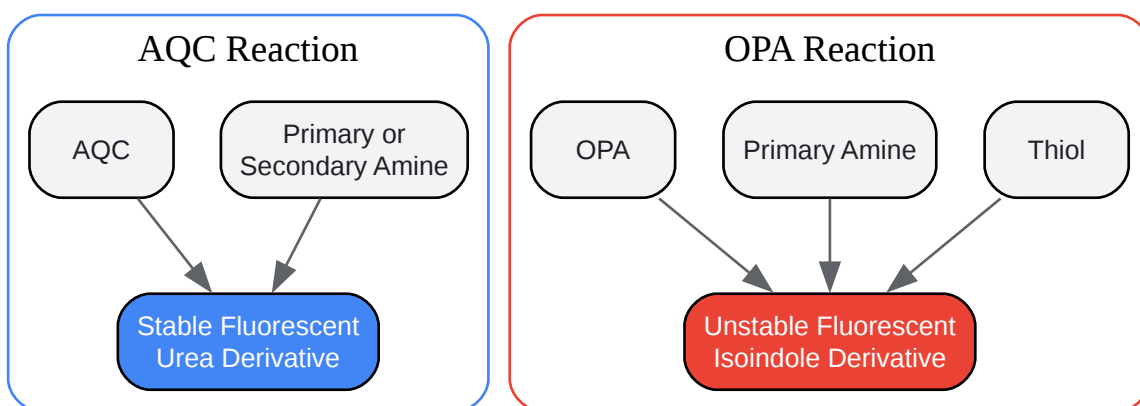 AQC Reaction
AQC
Primary or
Secondary Amine
Stable Fluorescent
Urea Derivative
OPA Reaction
OPA
Primary Amine
Thiol
Unstable Fluorescent
Isoindole Derivative